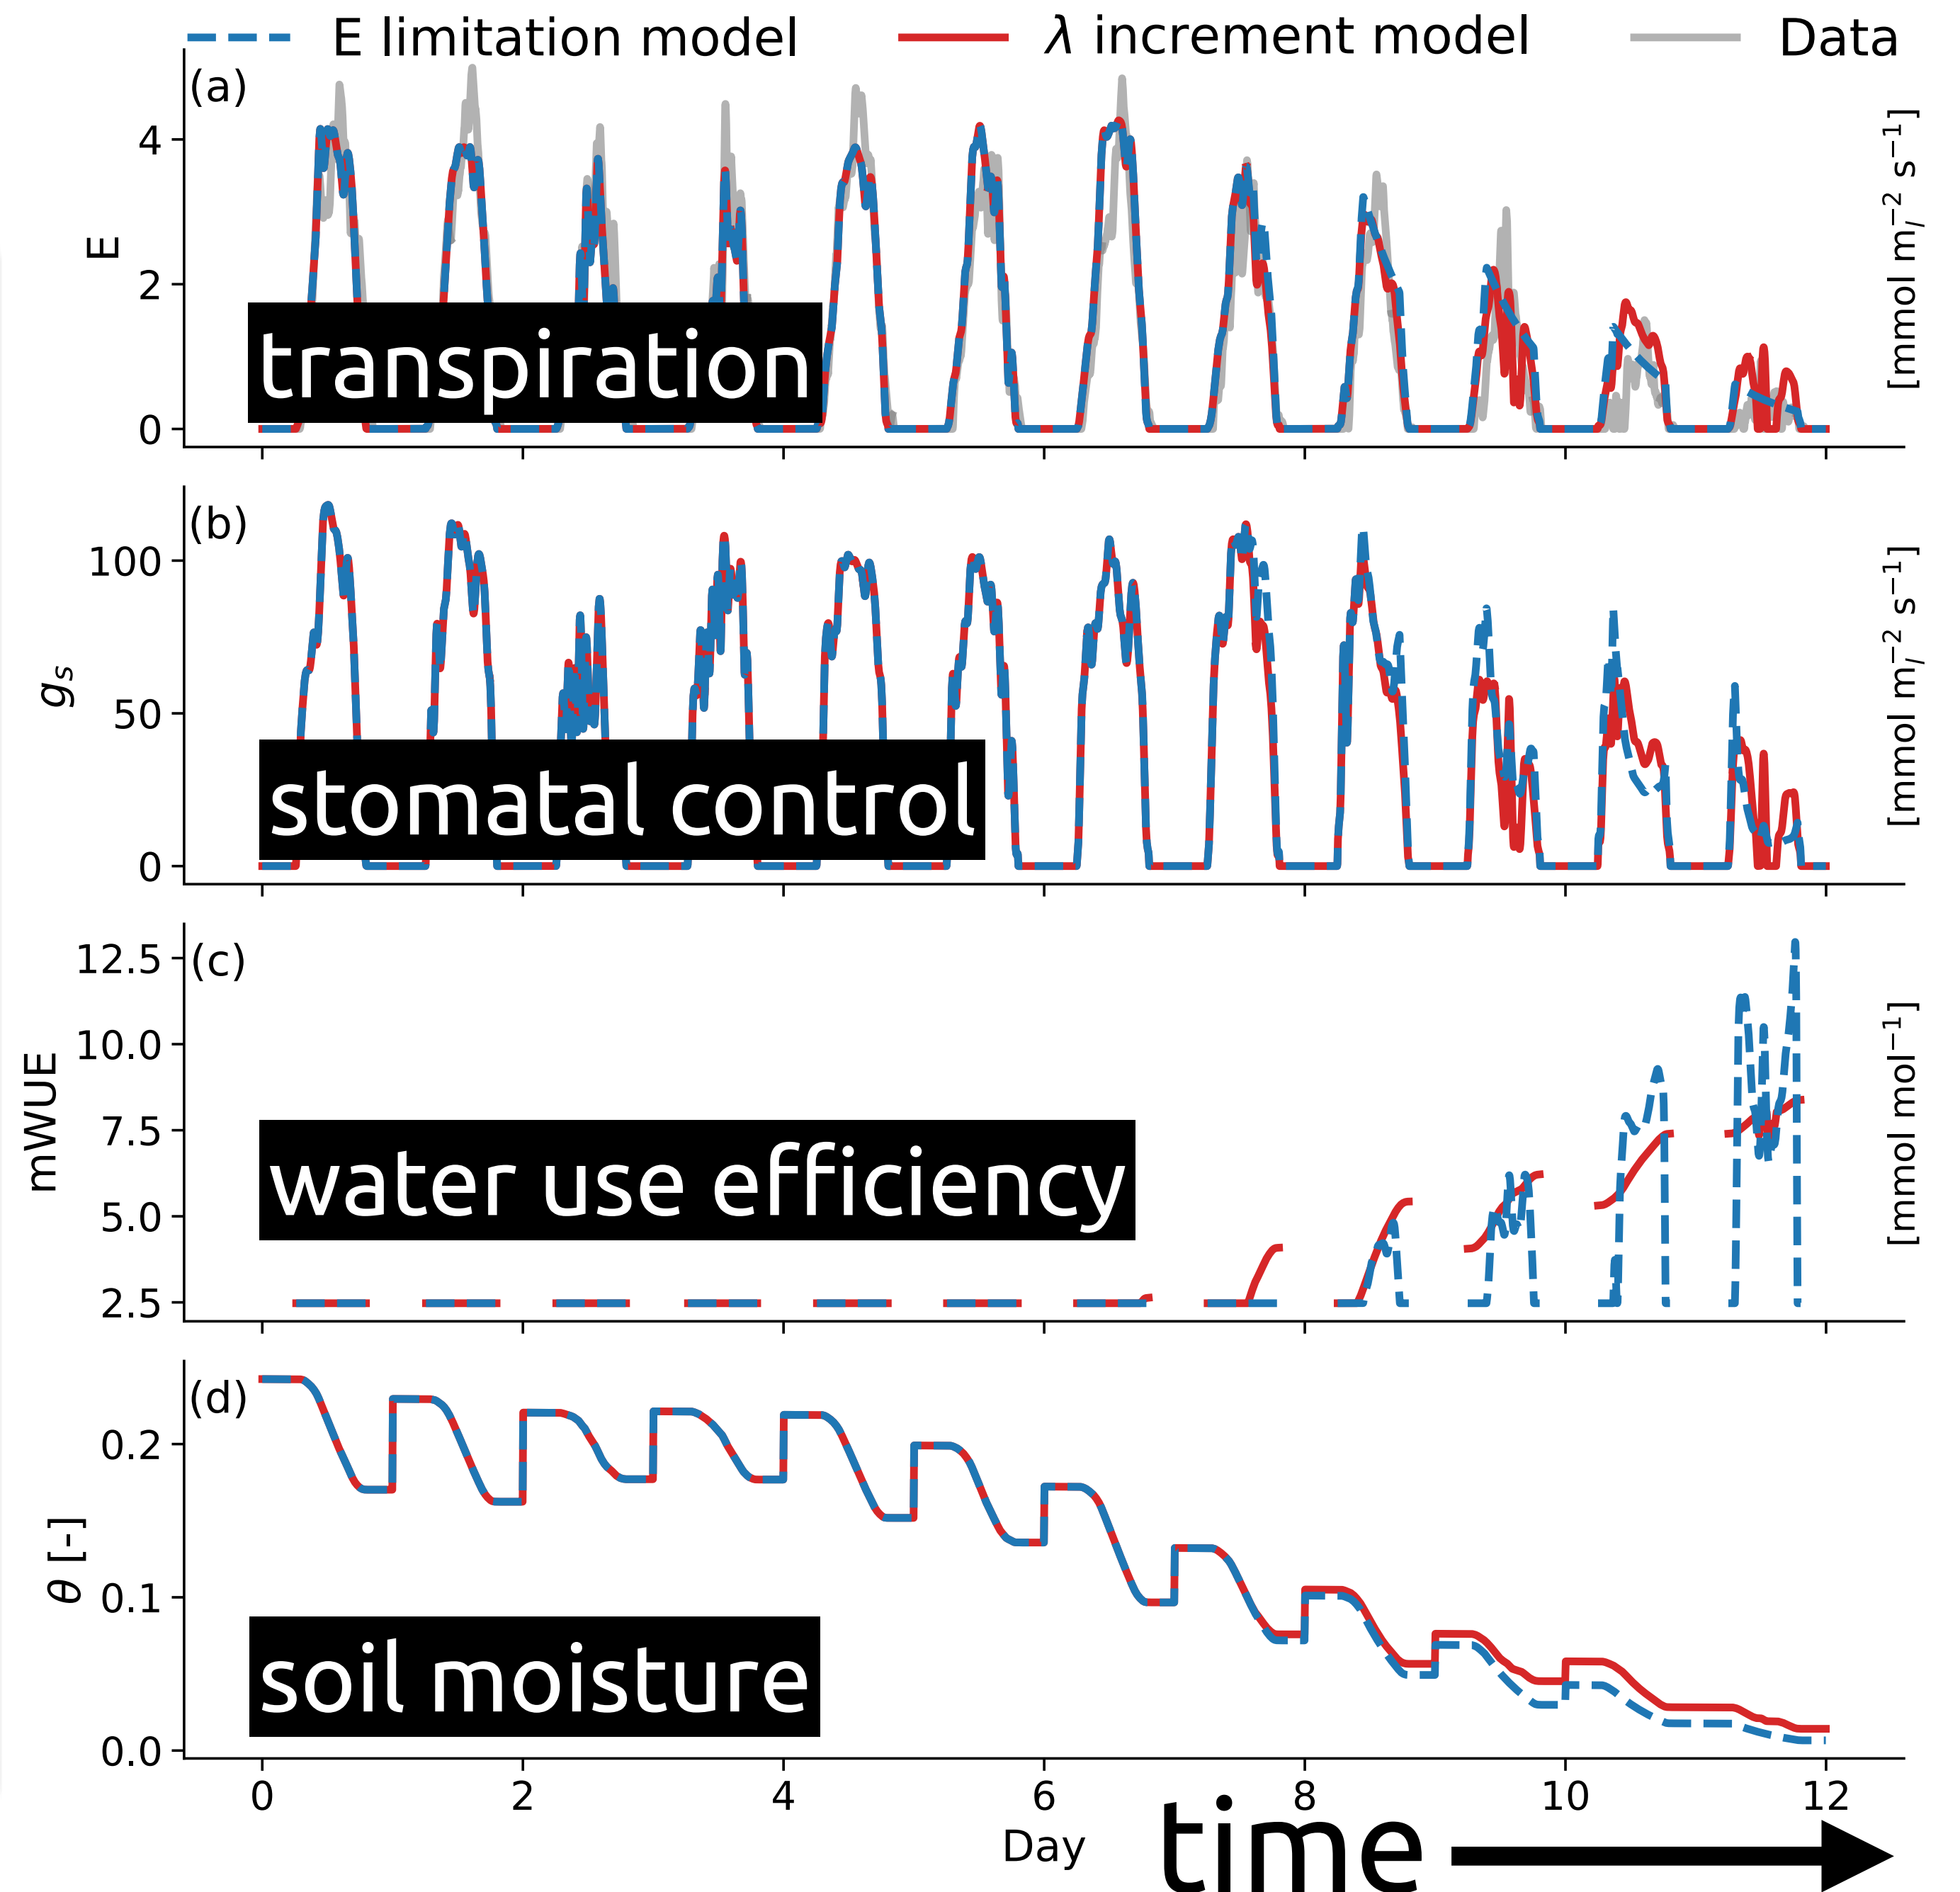 E limitation model λ increment model Data
(a)
4
2
0
E
[mmol m_l^−2 s^−1]
transpiration
(b)
100
50
0
g_s
[mmol m_l^−2 s^−1]
stomatal control
(c)
12.5
10.0
7.5
5.0
2.5
mWUE
[mmol mol^−1]
water use efficiency
(d)
0.2
0.1
0.0
θ [-]
soil moisture
0 2 4 6 8 10 12
Day
time